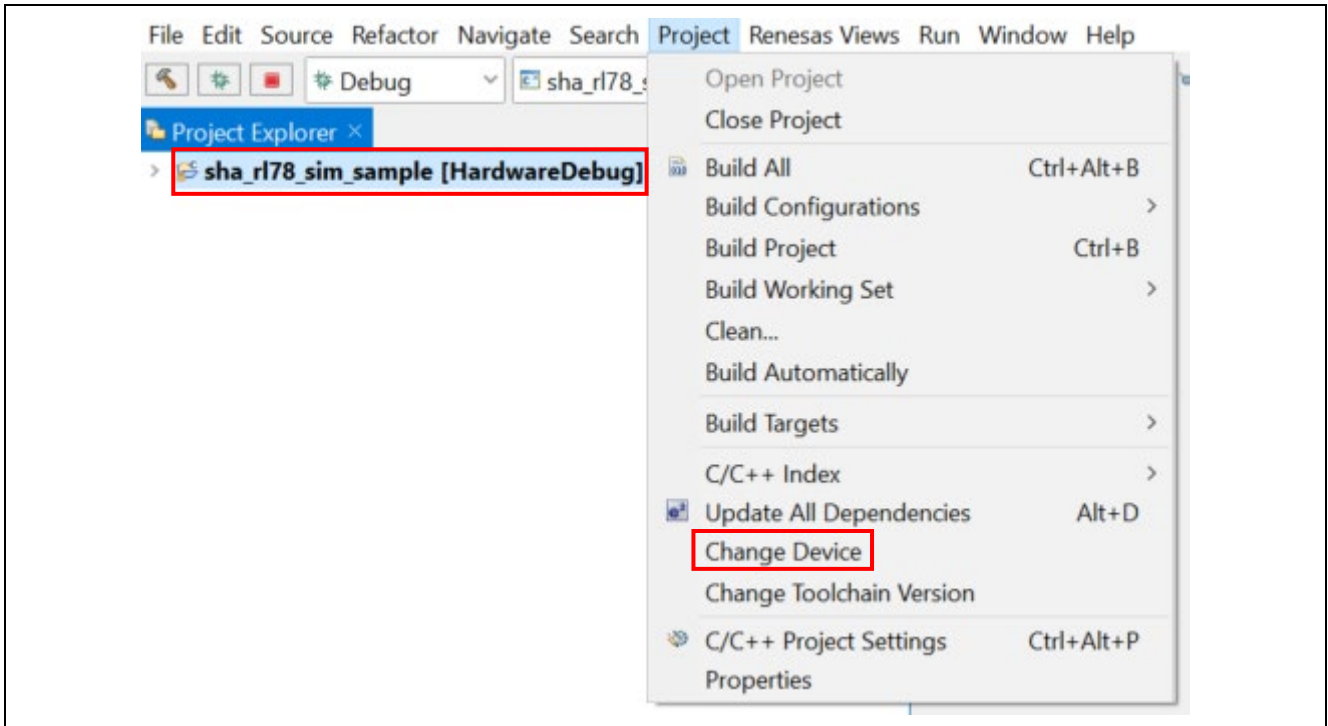 File Edit Source Refactor Navigate Search Project Renesas Views Run Window Help
Debug sha_rl78_s
Project Explorer
sha_rl78_sim_sample [HardwareDebug]
Open Project
Close Project
Build All Ctrl+Alt+B
Build Configurations
Build Project Ctrl+B
Build Working Set
Clean...
Build Automatically
Build Targets
C/C++ Index
Update All Dependencies Alt+D
Change Device
Change Toolchain Version
C/C++ Project Settings Ctrl+Alt+P
Properties